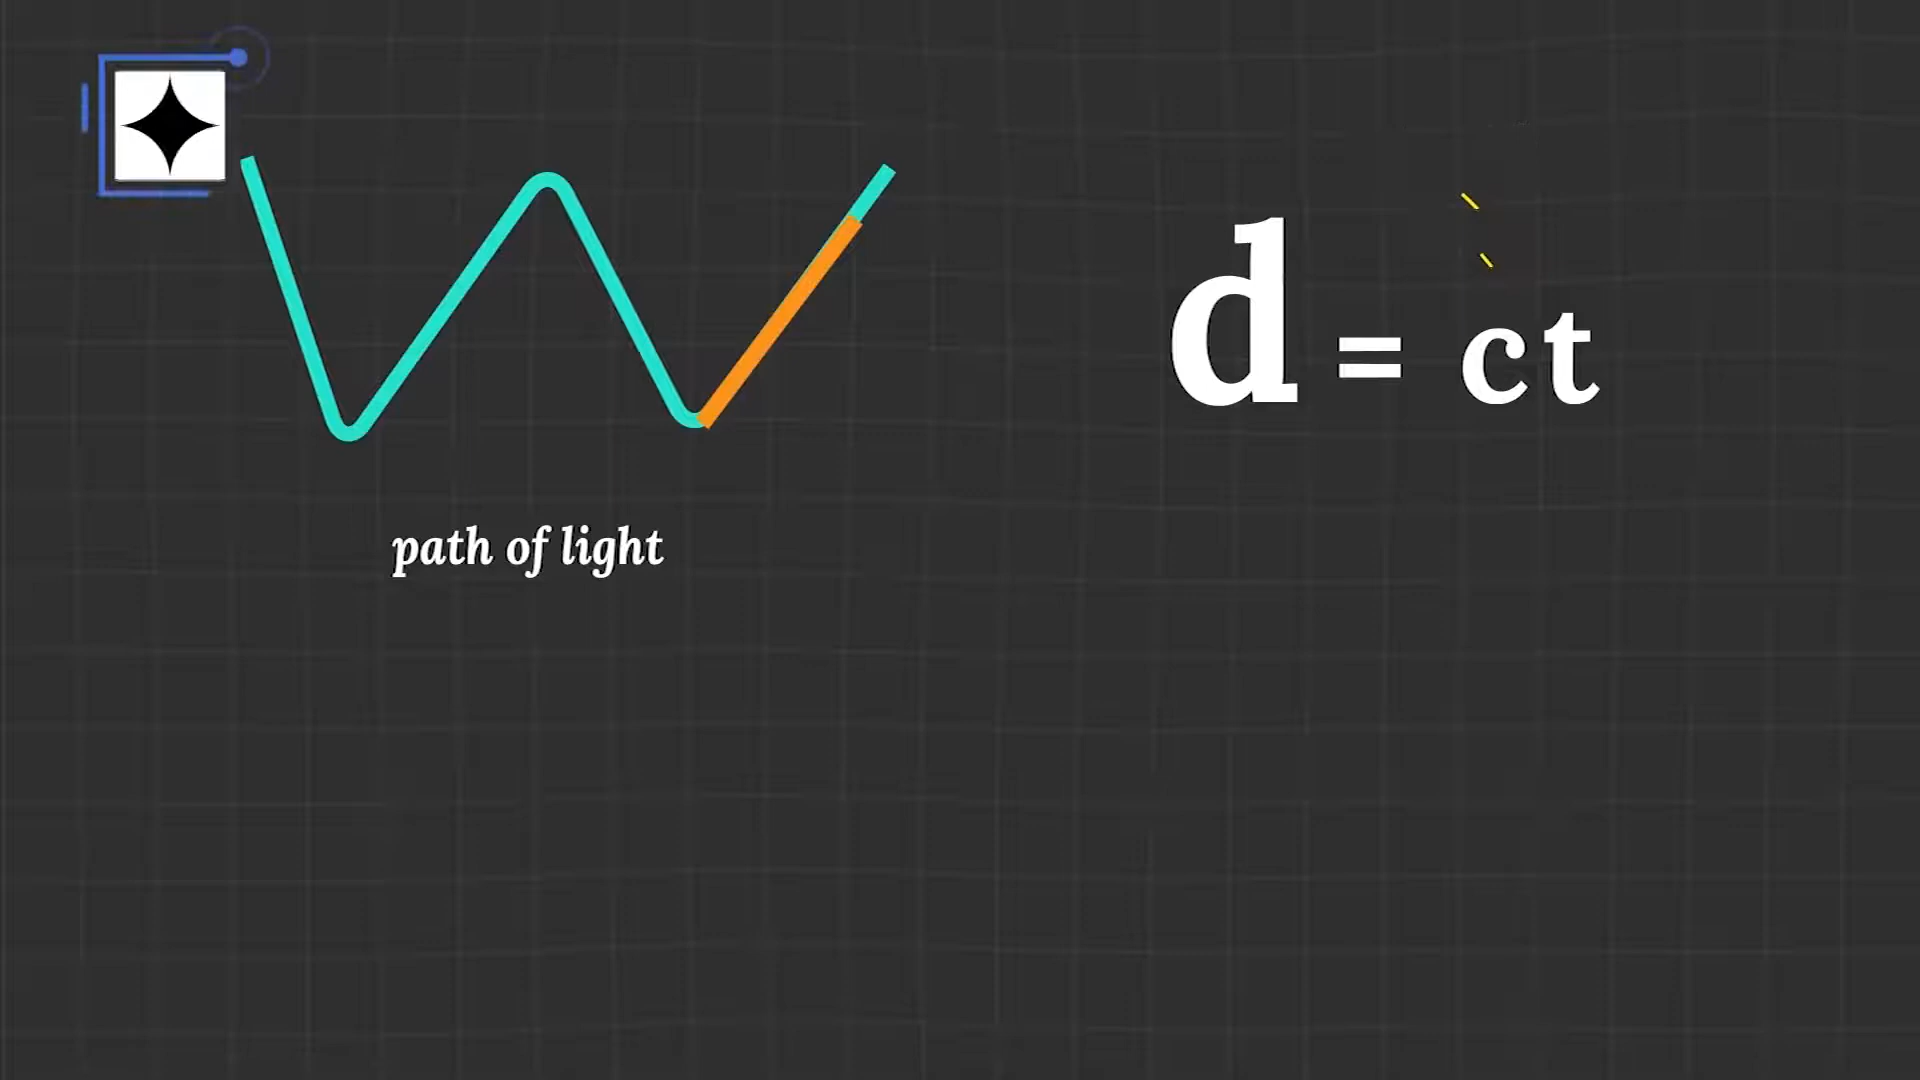 d = ct
path of light